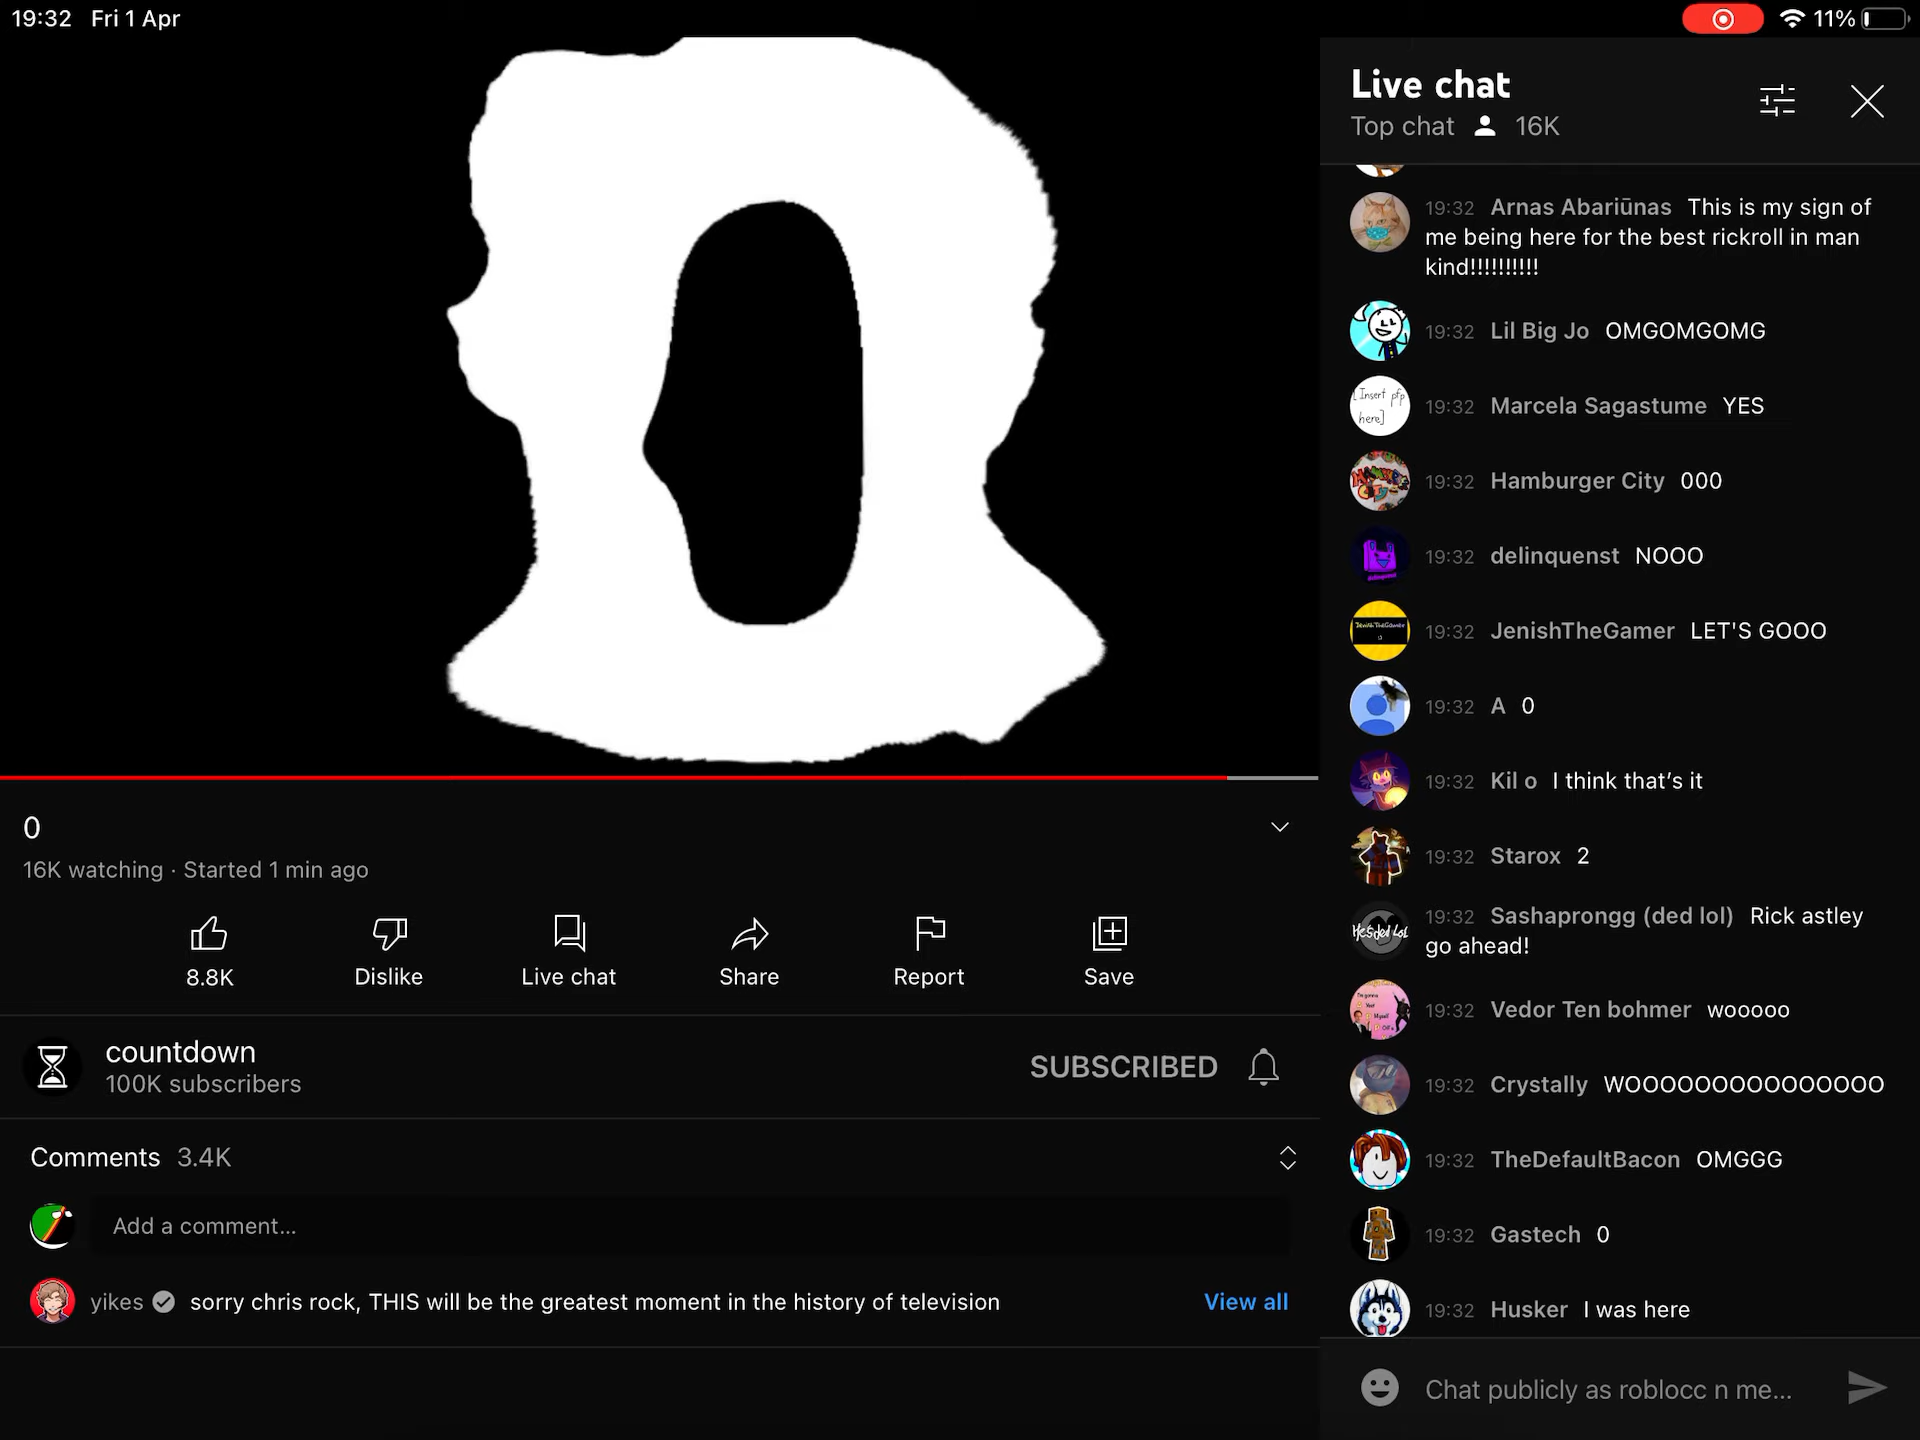 19:32 Fri 1 Apr
11%
0
0
16K watching · Started 1 min ago
8.8K
Dislike
Live chat
Share
Report
Save
countdown
100K subscribers
SUBSCRIBED
Comments 3.4K
Add a comment...
yikes sorry chris rock, THIS will be the greatest moment in the history of television
View all
Live chat
Top chat 16K
19:32 Arnas Abariūnas This is my sign of
me being here for the best rickroll in man
kind!!!!!!!!!!
19:32 Lil Big Jo OMGOMGOMG
[Insert pfp
here]
19:32 Marcela Sagastume YES
19:32 Hamburger City 000
19:32 delinquenst NOOO
JenishTheGamer
19:32 JenishTheGamer LET'S GOOO
19:32 A 0
19:32 Kil o I think that’s it
19:32 Starox 2
19:32 Sashaprongg (ded lol) Rick astley
go ahead!
19:32 Vedor Ten bohmer wooooo
19:32 Crystally WOOOOOOOOOOOOOOO
19:32 TheDefaultBacon OMGGG
19:32 Gastech 0
19:32 Husker I was here
Chat publicly as roblocc n me...